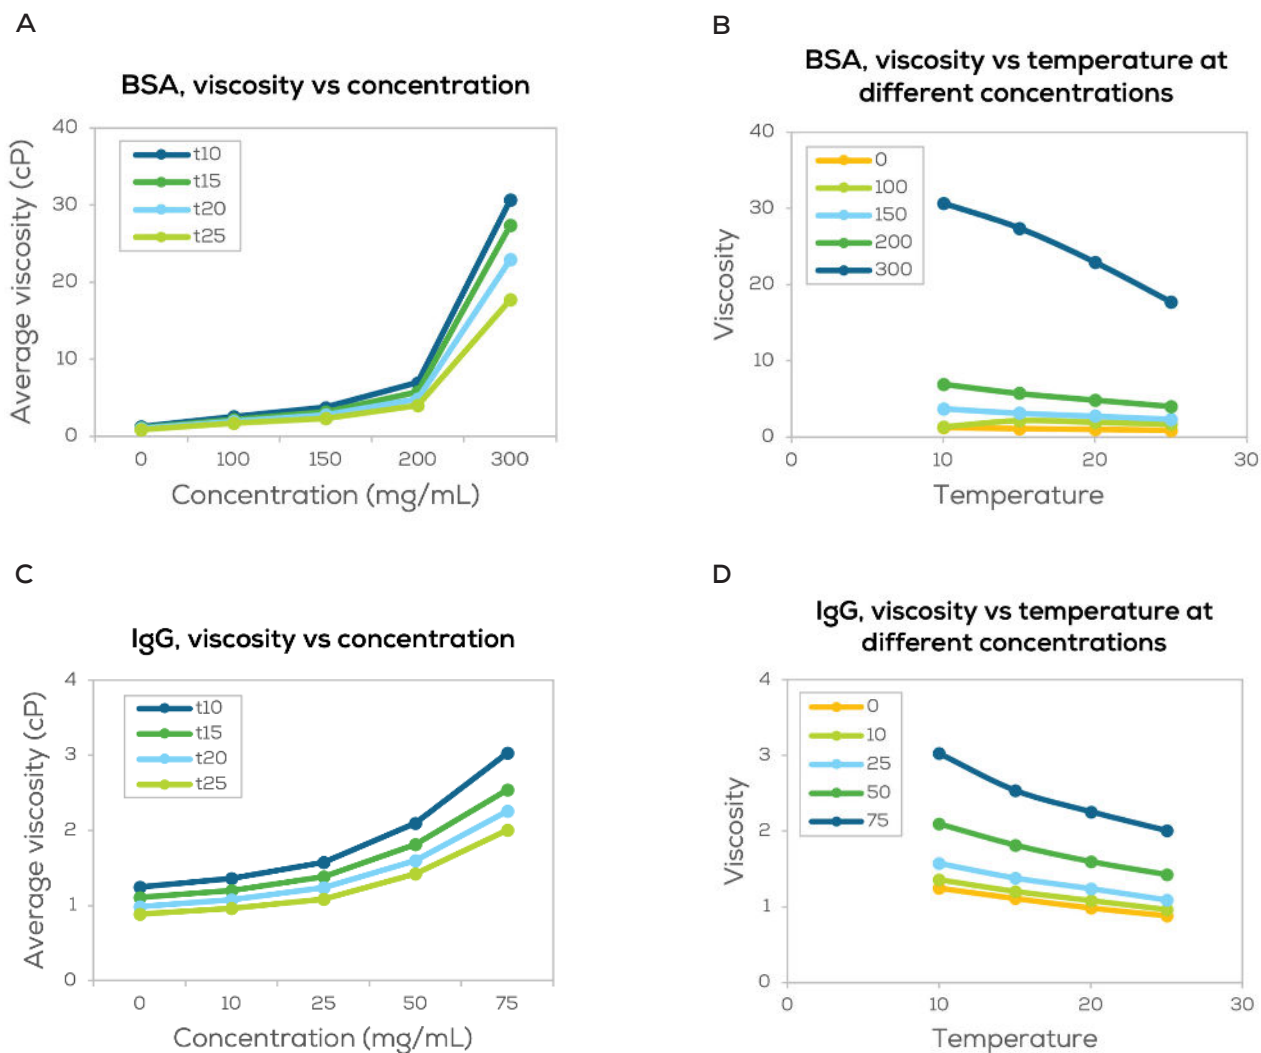 A
BSA, viscosity vs concentration
Average viscosity (cP)
40
30
20
10
0
t10
t15
t20
t25
0 100 150 200 300
Concentration (mg/mL)
B
BSA, viscosity vs temperature at
different concentrations
Viscosity
40
30
20
10
0
0
100
150
200
300
0 10 20 30
Temperature
C
IgG, viscosity vs concentration
Average viscosity (cP)
4
3
2
1
0
t10
t15
t20
t25
0 10 25 50 75
Concentration (mg/mL)
D
IgG, viscosity vs temperature at
different concentrations
Viscosity
4
3
2
1
0
0
10
25
50
75
0 10 20 30
Temperature